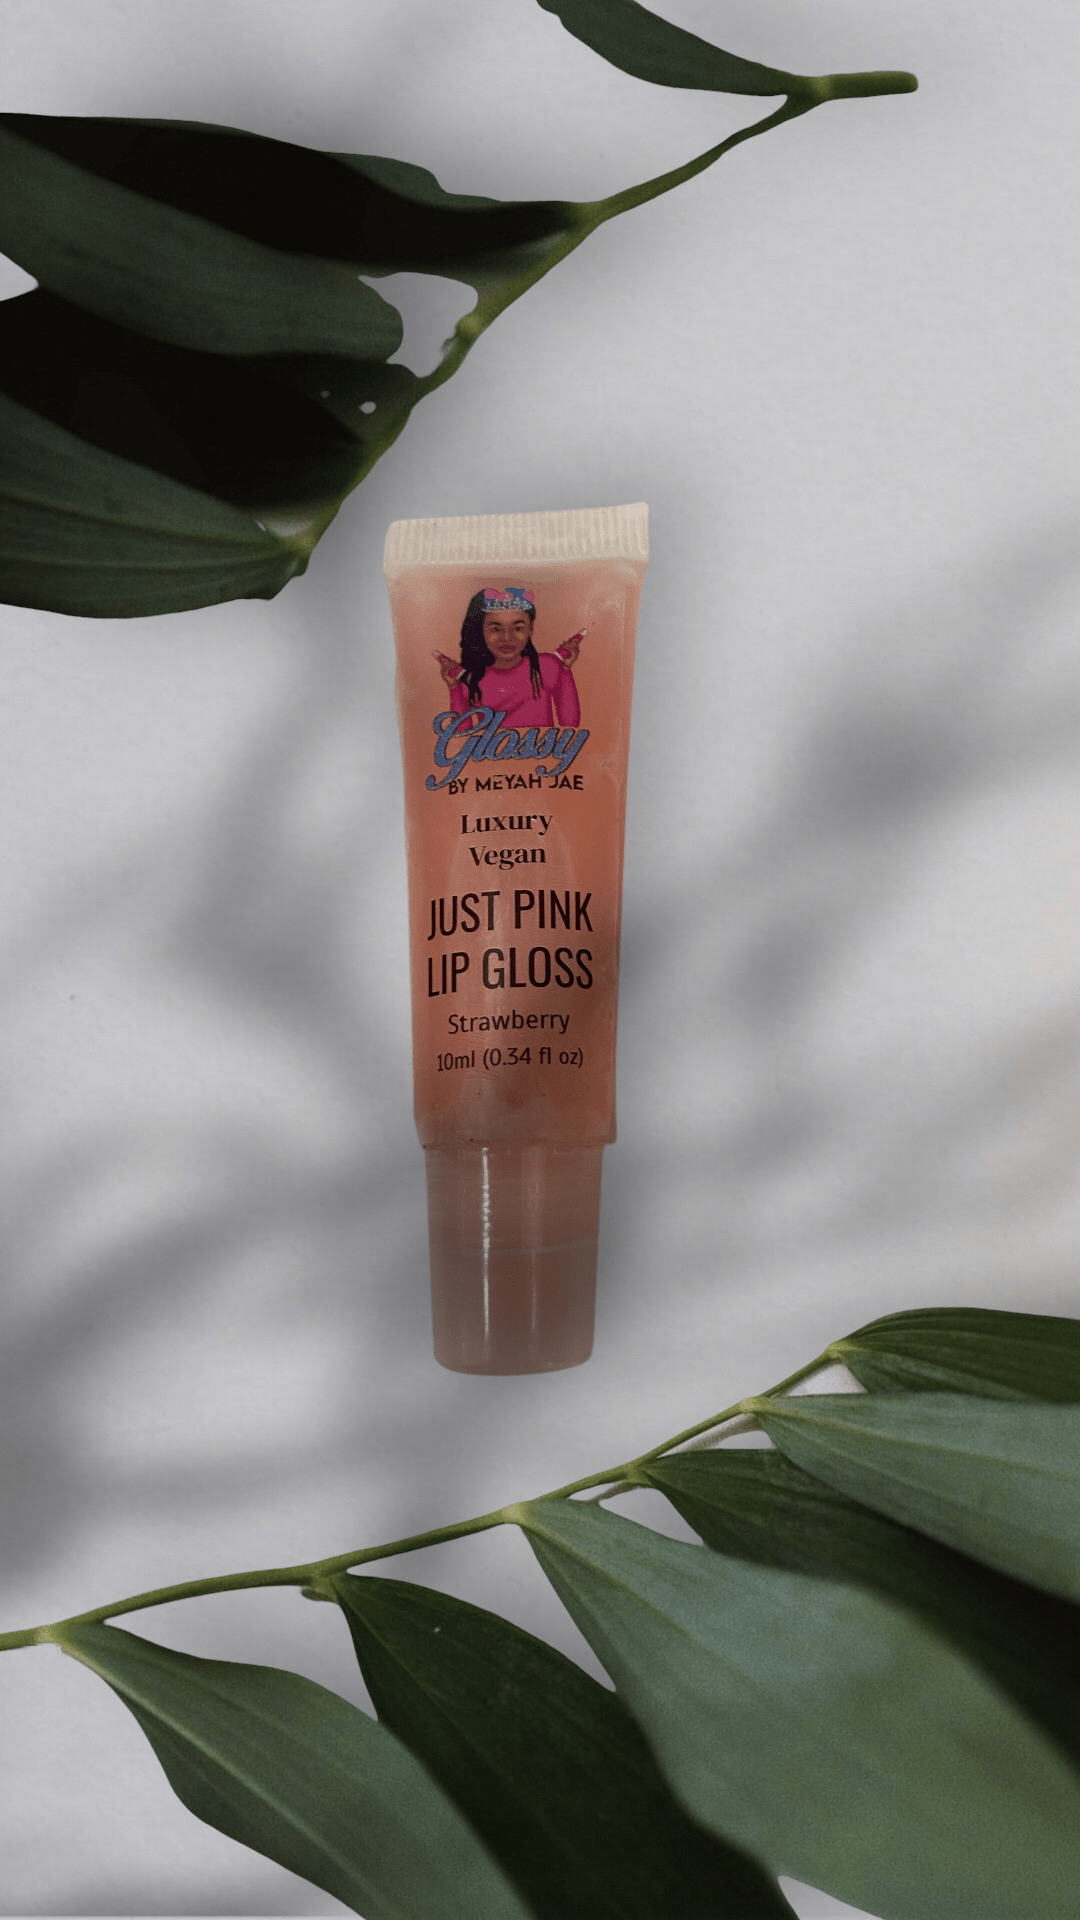 Glossy
BY MEYAH JAE
Luxury
Vegan
JUST PINK
LIP GLOSS
Strawberry
10ml (0.34 fl oz)